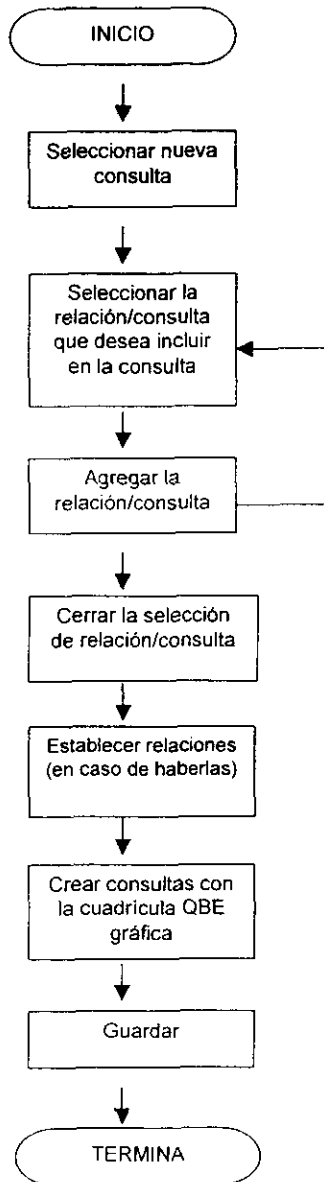 INICIO
Seleccionar nueva
consulta
Seleccionar la
relación/consulta
que desea incluir
en la consulta
Agregar la
relación/consulta
Cerrar la selección
de relación/consulta
Establecer relaciones
(en caso de haberlas)
Crear consultas con
la cuadrícula QBE
gráfica
Guardar
TERMINA